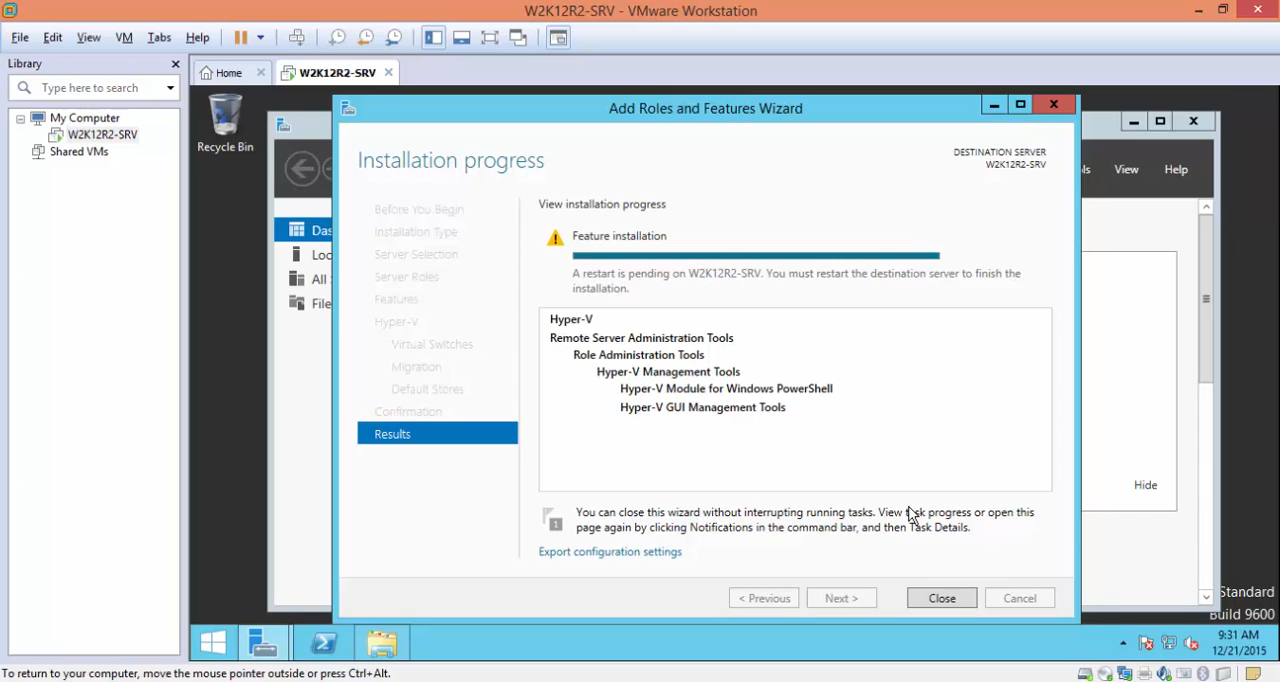 W2K12R2-SRV - VMware Workstation
File Edit View VM Tabs Help
Library
Type here to search
My Computer
W2K12R2-SRV
Shared VMs
Home
W2K12R2-SRV
Recycle Bin
Add Roles and Features Wizard
Installation progress
DESTINATION SERVER
W2K12R2-SRV
View Help
Before You Begin
Installation Type
Server Selection
Server Roles
Features
Hyper-V
Virtual Switches
Migration
Default Stores
Confirmation
Results
View installation progress
Feature installation
A restart is pending on W2K12R2-SRV. You must restart the destination server to finish the
installation.
Hyper-V
Remote Server Administration Tools
Role Administration Tools
Hyper-V Management Tools
Hyper-V Module for Windows PowerShell
Hyper-V GUI Management Tools
Hide
1
You can close this wizard without interrupting running tasks. View task progress or open this
page again by clicking Notifications in the command bar, and then Task Details.
Export configuration settings
< Previous
Next >
Close
Cancel
Das
Loc
All
File
ls
Standard
Build 9600
9:31 AM
12/21/2015
To return to your computer, move the mouse pointer outside or press Ctrl+Alt.